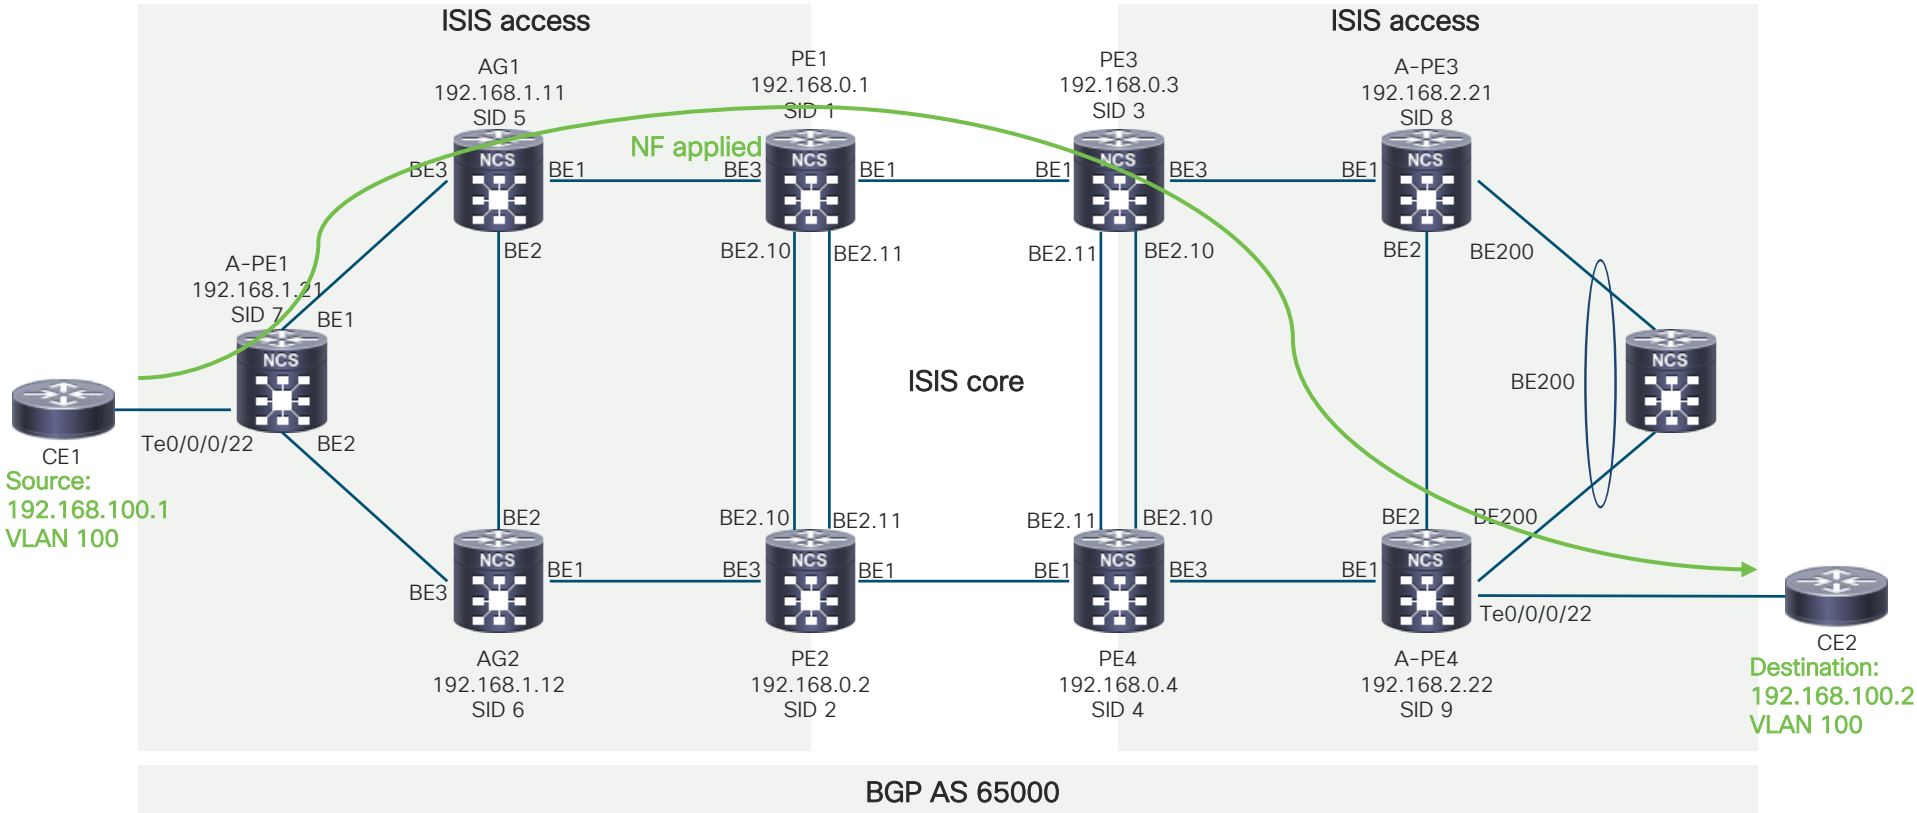 ISIS access
ISIS access
AG1
192.168.1.11
SID 5
PE1
192.168.0.1
SID 1
PE3
192.168.0.3
SID 3
A-PE3
192.168.2.21
SID 8
NF applied
NCS
NCS
NCS
NCS
BE3
BE1
BE3
BE1
BE1
BE3
BE1
BE2
BE2.10
BE2.11
BE2.11
BE2.10
BE2
BE200
A-PE1
192.168.1.21
SID 7
BE1
NCS
NCS
ISIS core
BE200
Te0/0/0/22
BE2
CE1
Source:
192.168.100.1
VLAN 100
BE2
BE2.10
BE2.11
BE2.11
BE2.10
BE2
BE200
NCS
NCS
NCS
NCS
BE3
BE1
BE3
BE1
BE1
BE3
BE1
Te0/0/0/22
AG2
192.168.1.12
SID 6
PE2
192.168.0.2
SID 2
PE4
192.168.0.4
SID 4
A-PE4
192.168.2.22
SID 9
CE2
Destination:
192.168.100.2
VLAN 100
BGP AS 65000